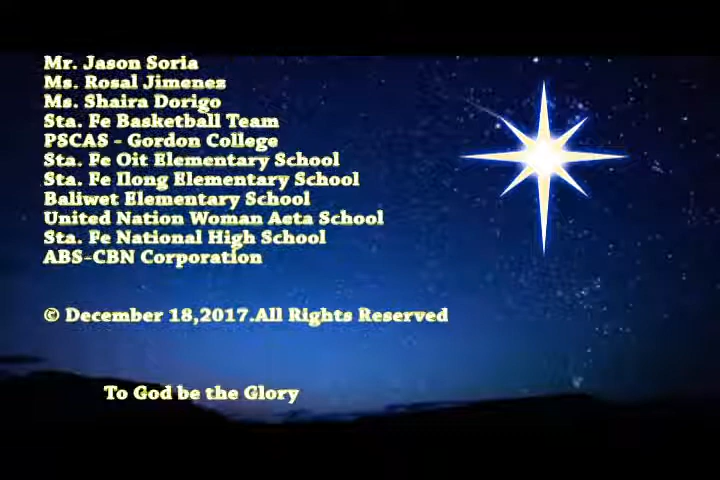 Mr. Jason Soria
Ms. Rosal Jimenez
Ms. Shaira Dorigo
Sta. Fe Basketball Team
PSCAS - Gordon College
Sta. Fe Oit Elementary School
Sta. Fe Ilong Elementary School
Baliwet Elementary School
United Nation Woman Aeta School
Sta. Fe National High School
ABS-CBN Corporation
© December 18,2017.All Rights Reserved
To God be the Glory